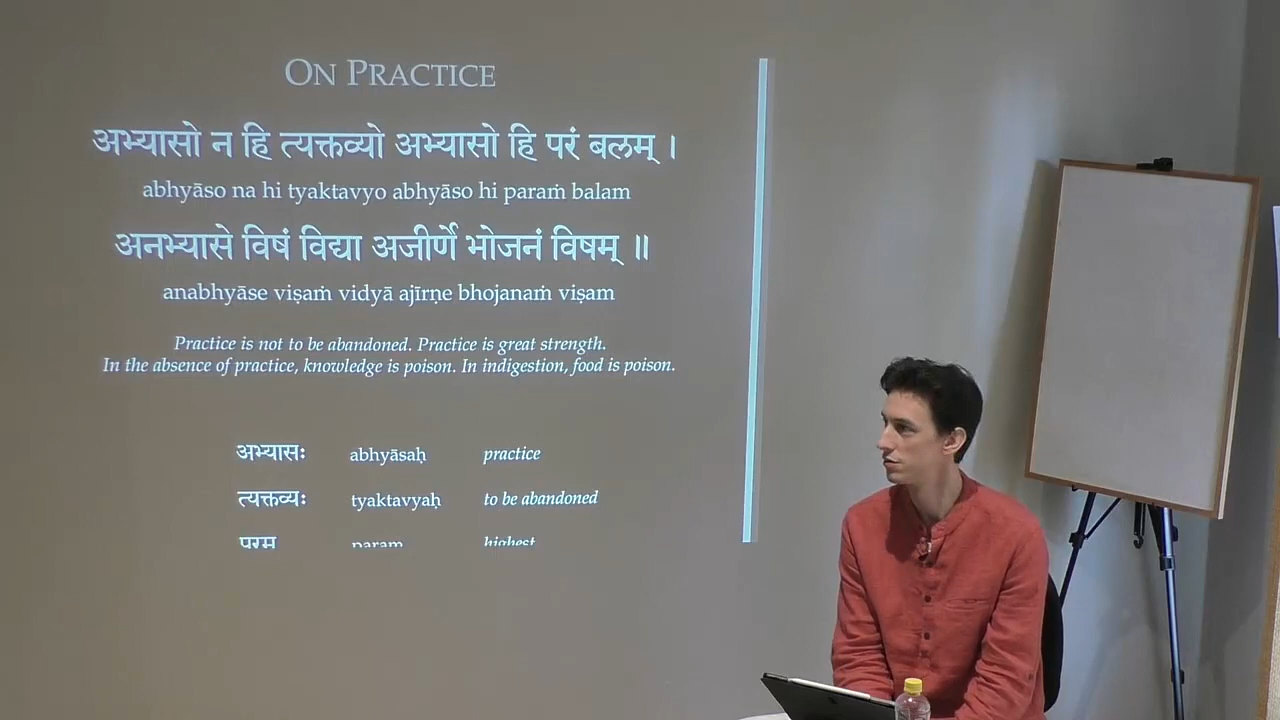 ON PRACTICE
अभ्यासो न हि त्यक्तव्यो अभ्यासो हि परं बलम् ।
abhyāso na hi tyaktavyo abhyāso hi paraṁ balam
अनभ्यासे विषं विद्या अजीर्णे भोजनं विषम् ॥
anabhyāse viṣaṁ vidyā ajīrṇe bhojanaṁ viṣam
Practice is not to be abandoned. Practice is great strength.
In the absence of practice, knowledge is poison. In indigestion, food is poison.
अभ्यासः abhyāsaḥ practice
त्यक्तव्यः tyaktavyaḥ to be abandoned
param highest